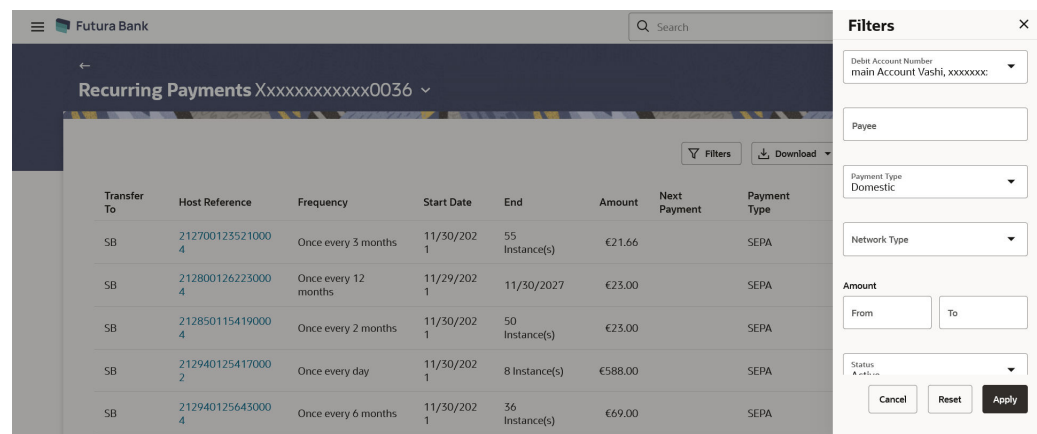 Futura Bank
Search
Recurring Payments Xxxxxxxxxxxx0036
Filters
Download
Transfer To
Host Reference
Frequency
Start Date
End
Amount
Next Payment
Payment Type
SB
212700123521000
4
Once every 3 months
11/30/202
1
55
Instance(s)
€21.66
SEPA
SB
212800126223000
4
Once every 12
months
11/29/202
1
11/30/2027
€23.00
SEPA
SB
212850115419000
4
Once every 2 months
11/30/202
1
50
Instance(s)
€23.00
SEPA
SB
212940125417000
2
Once every day
11/30/202
1
8 Instance(s)
€588.00
SEPA
SB
212940125643000
4
Once every 6 months
11/30/202
1
36
Instance(s)
€69.00
SEPA
Filters
Debit Account Number
main Account Vashi, xxxxxxx:
Payee
Payment Type
Domestic
Network Type
Amount
From
To
Status
Active
Cancel
Reset
Apply